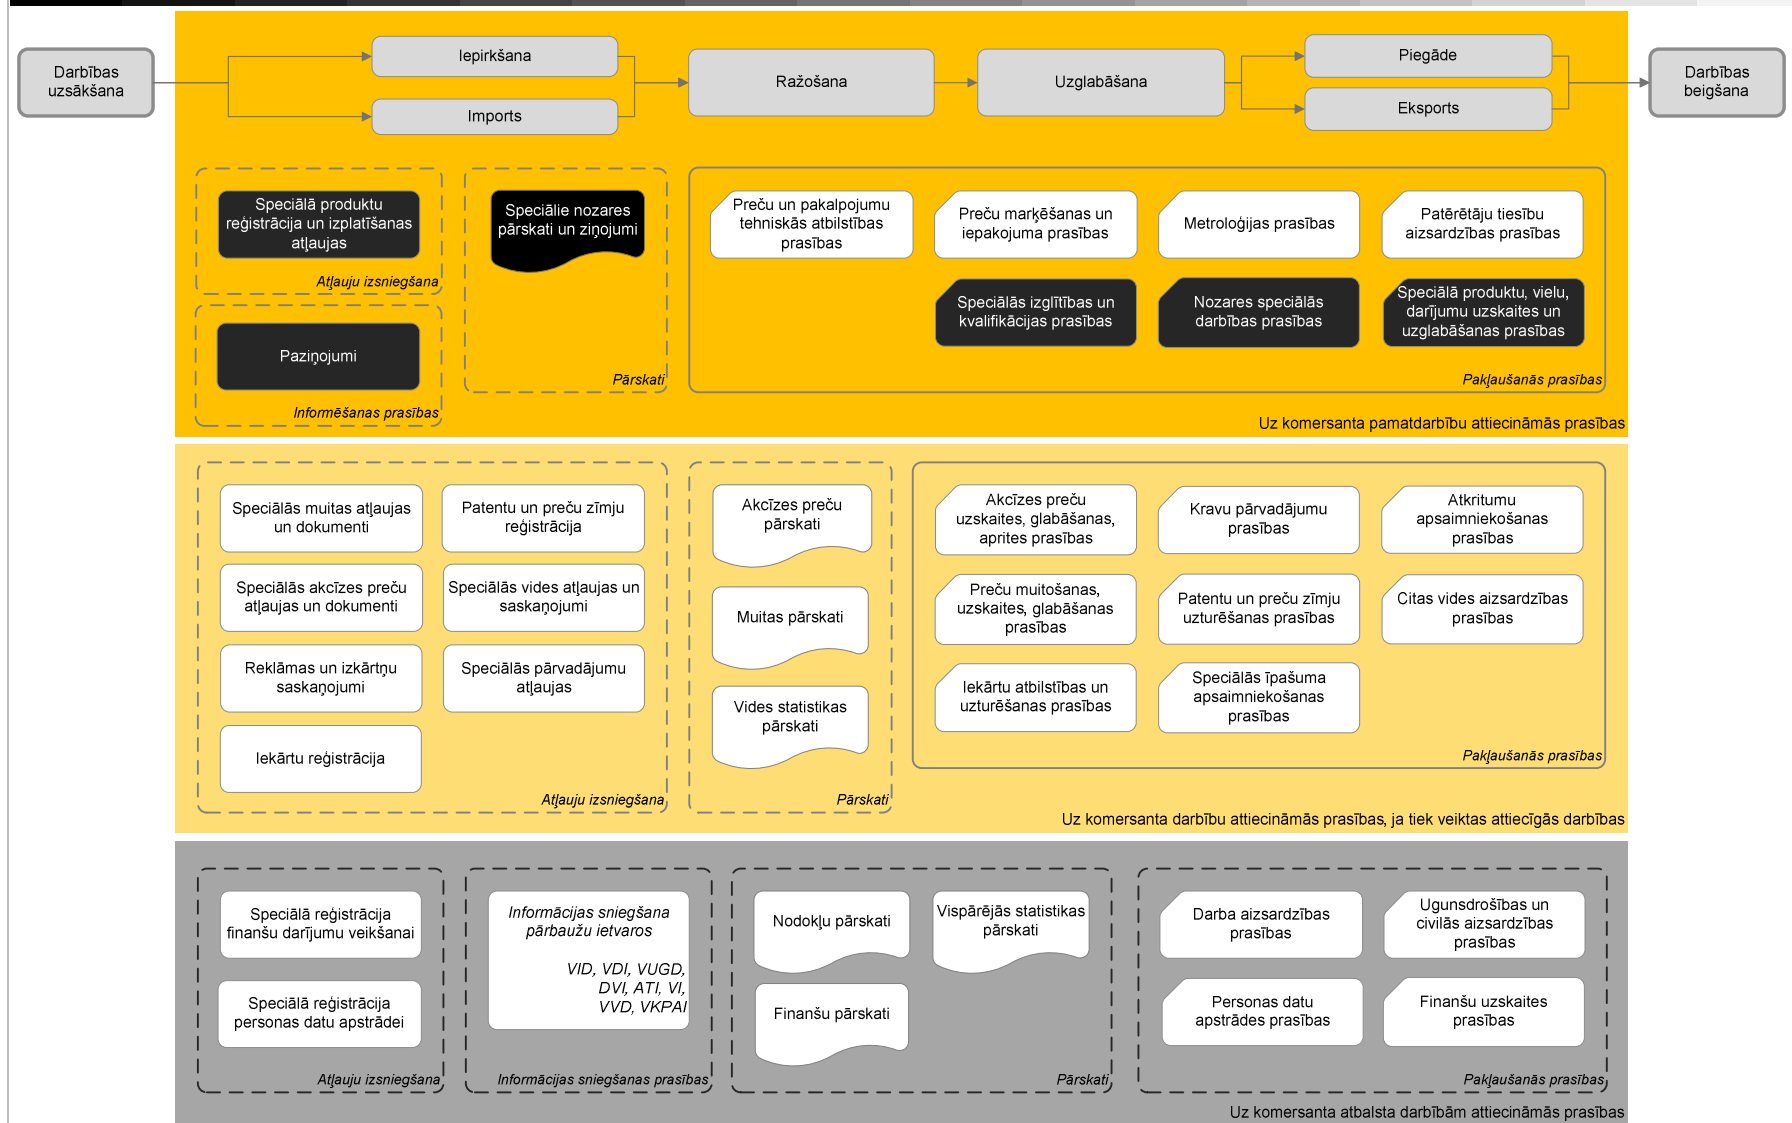 Darbības
uzsākšana
Iepirkšana
Imports
Ražošana
Uzglabāšana
Piegāde
Eksports
Darbības
beigšana
Speciālā produktu
reģistrācija un izplatīšanas
atļaujas
Atļauju izsniegšana
Paziņojumi
Informēšanas prasības
Speciālie nozares
pārskati un ziņojumi
Pārskati
Preču un pakalpojumu
tehniskās atbilstības
prasības
Preču marķēšanas un
iepakojuma prasības
Metroloģijas prasības
Patērētāju tiesību
aizsardzības prasības
Speciālās izglītības un
kvalifikācijas prasības
Nozares speciālās
darbības prasības
Speciālā produktu, vielu,
darījumu uzskaites un
uzglabāšanas prasības
Pakļaušanās prasības
Uz komersanta pamatdarbību attiecināmās prasības
Speciālās muitas atļaujas
un dokumenti
Patentu un preču zīmju
reģistrācija
Speciālās akcīzes preču
atļaujas un dokumenti
Speciālās vides atļaujas un
saskaņojumi
Reklāmas un izkārtņu
saskaņojumi
Speciālās pārvadājumu
atļaujas
Iekārtu reģistrācija
Atļauju izsniegšana
Akcīzes preču
pārskati
Muitas pārskati
Vides statistikas
pārskati
Pārskati
Akcīzes preču
uzskaites, glabāšanas,
aprites prasības
Kravu pārvadājumu
prasības
Atkritumu
apsaimniekošanas
prasības
Preču muitošanas,
uzskaites, glabāšanas
prasības
Patentu un preču zīmju
uzturēšanas prasības
Citas vides aizsardzības
prasības
Iekārtu atbilstības un
uzturēšanas prasības
Speciālās īpašuma
apsaimniekošanas
prasības
Pakļaušanās prasības
Uz komersanta darbību attiecināmās prasības, ja tiek veiktas attiecīgās darbības
Speciālā reģistrācija
finanšu darījumu veikšanai
Speciālā reģistrācija
personas datu apstrādei
Atļauju izsniegšana
Informācijas sniegšana
pārbaužu ietvaros
VID, VDI, VUGD,
DVI, ATI, VI,
VVD, VKPAI
Informācijas sniegšanas prasības
Nodokļu pārskati
Vispārējās statistikas
pārskati
Finanšu pārskati
Pārskati
Darba aizsardzības
prasības
Ugunsdrošības un
civilās aizsardzības
prasības
Personas datu
apstrādes prasības
Finanšu uzskaites
prasības
Pakļaušanās prasības
Uz komersanta atbalsta darbībām attiecināmās prasības